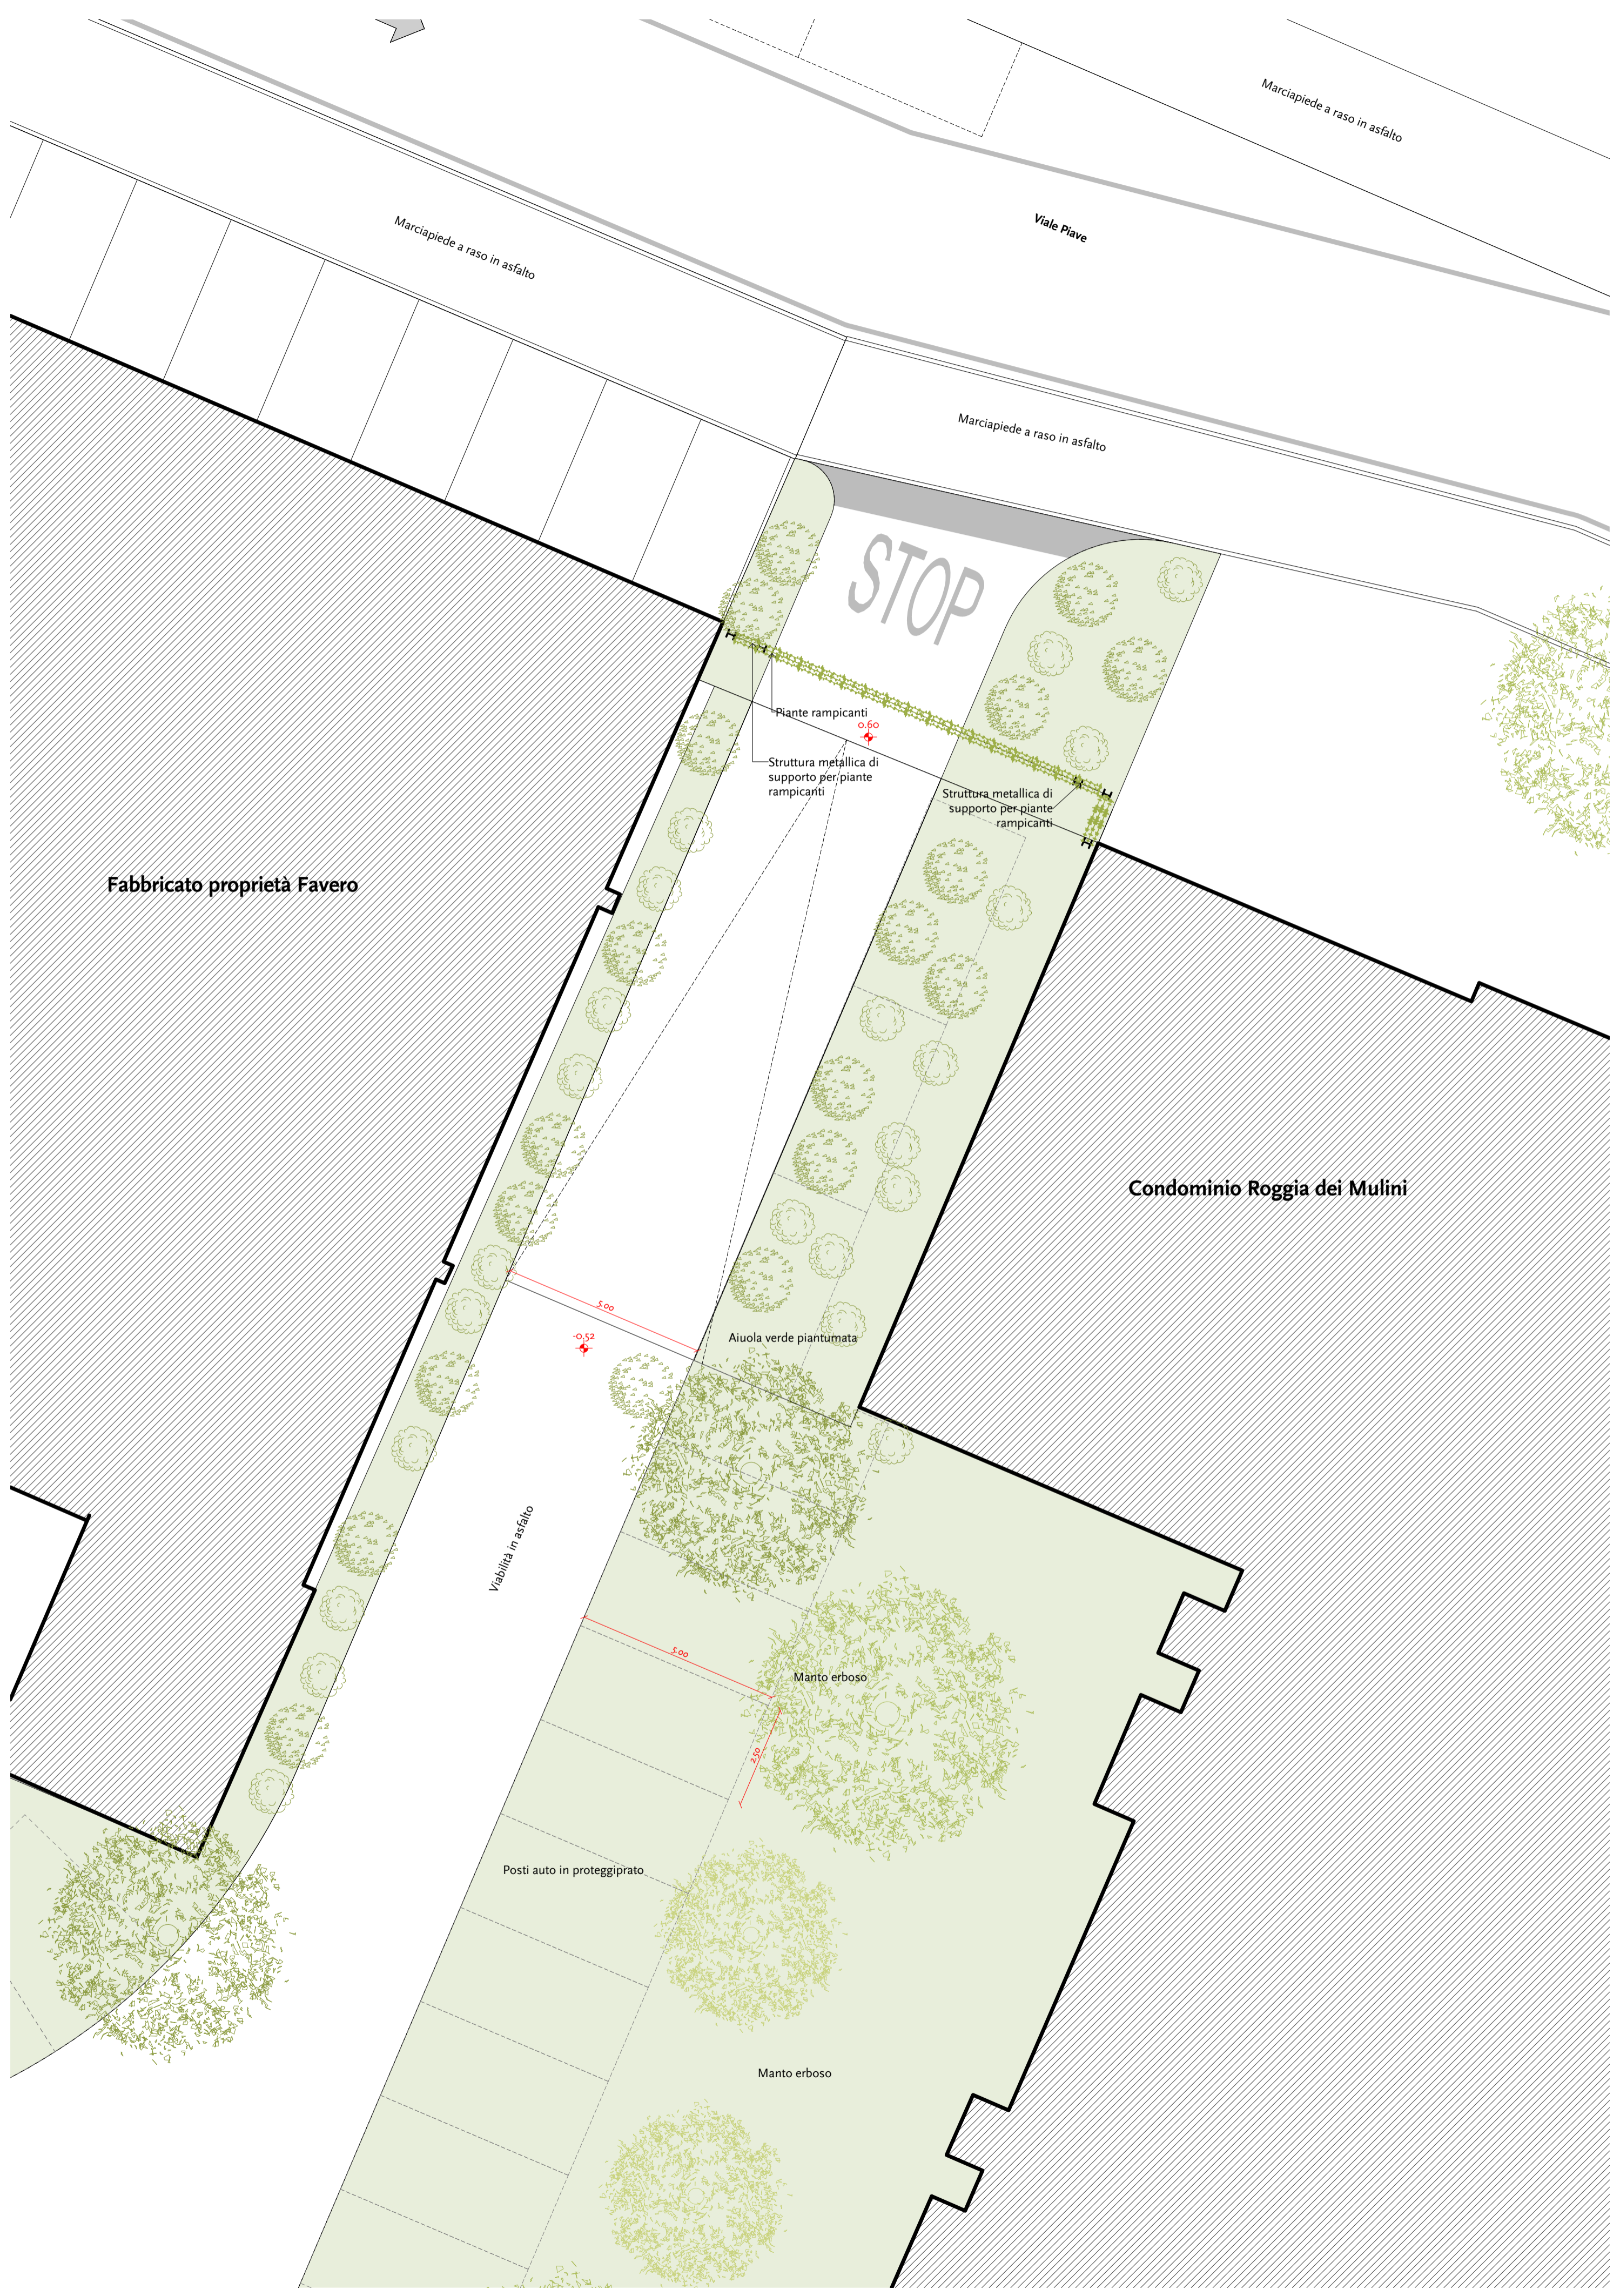 Marciapiede a raso in asfalto
Viale Piave
Marciapiede a raso in asfalto
Marciapiede a raso in asfalto
STOP
Piante rampicanti
0.60
Struttura metallica di
supporto per piante
rampicanti
Struttura metallica di
supporto per piante
rampicanti
Fabbricato proprietà Favero
Condominio Roggia dei Mulini
5.00
-0.52
Aiuola verde piantumata
Viabilità in asfalto
5.00
Manto erboso
2.50
Posti auto in proteggiprato
Manto erboso